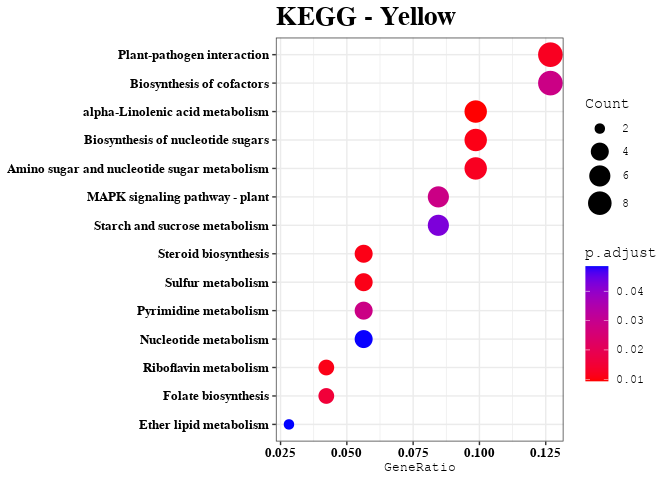 KEGG - Yellow
Plant-pathogen interaction
Biosynthesis of cofactors
alpha-Linolenic acid metabolism
Biosynthesis of nucleotide sugars
Amino sugar and nucleotide sugar metabolism
MAPK signaling pathway - plant
Starch and sucrose metabolism
Steroid biosynthesis
Sulfur metabolism
Pyrimidine metabolism
Nucleotide metabolism
Riboflavin metabolism
Folate biosynthesis
Ether lipid metabolism
0.025 0.050 0.075 0.100 0.125
GeneRatio
Count
2
4
6
8
p.adjust
0.04
0.03
0.02
0.01